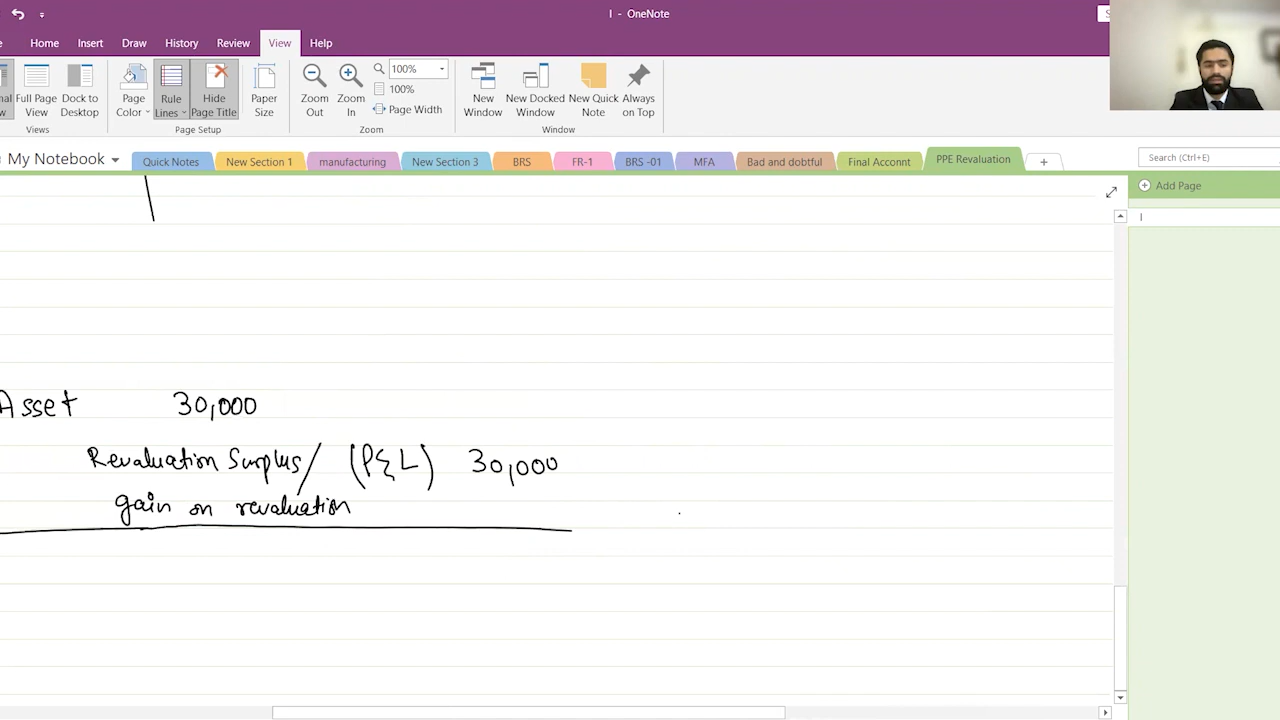 I - OneNote
Home Insert Draw History Review View Help
Full Page View
Dock to Desktop
Page Color
Rule Lines
Hide Page Title
Paper Size
Zoom Out
Zoom In
100%
100%
Page Width
New Window
New Docked Window
New Quick Note
Always on Top
Views
Page Setup
Zoom
Window
My Notebook
Quick Notes
New Section 1
manufacturing
New Section 3
BRS
FR-1
BRS -01
MFA
Bad and dobtful
Final Acconnt
PPE Revaluation
+
Search (Ctrl+E)
Add Page
I
Asset 30,000
Revaluation Surplus/ (P&L) 30,000
gain on revaluation